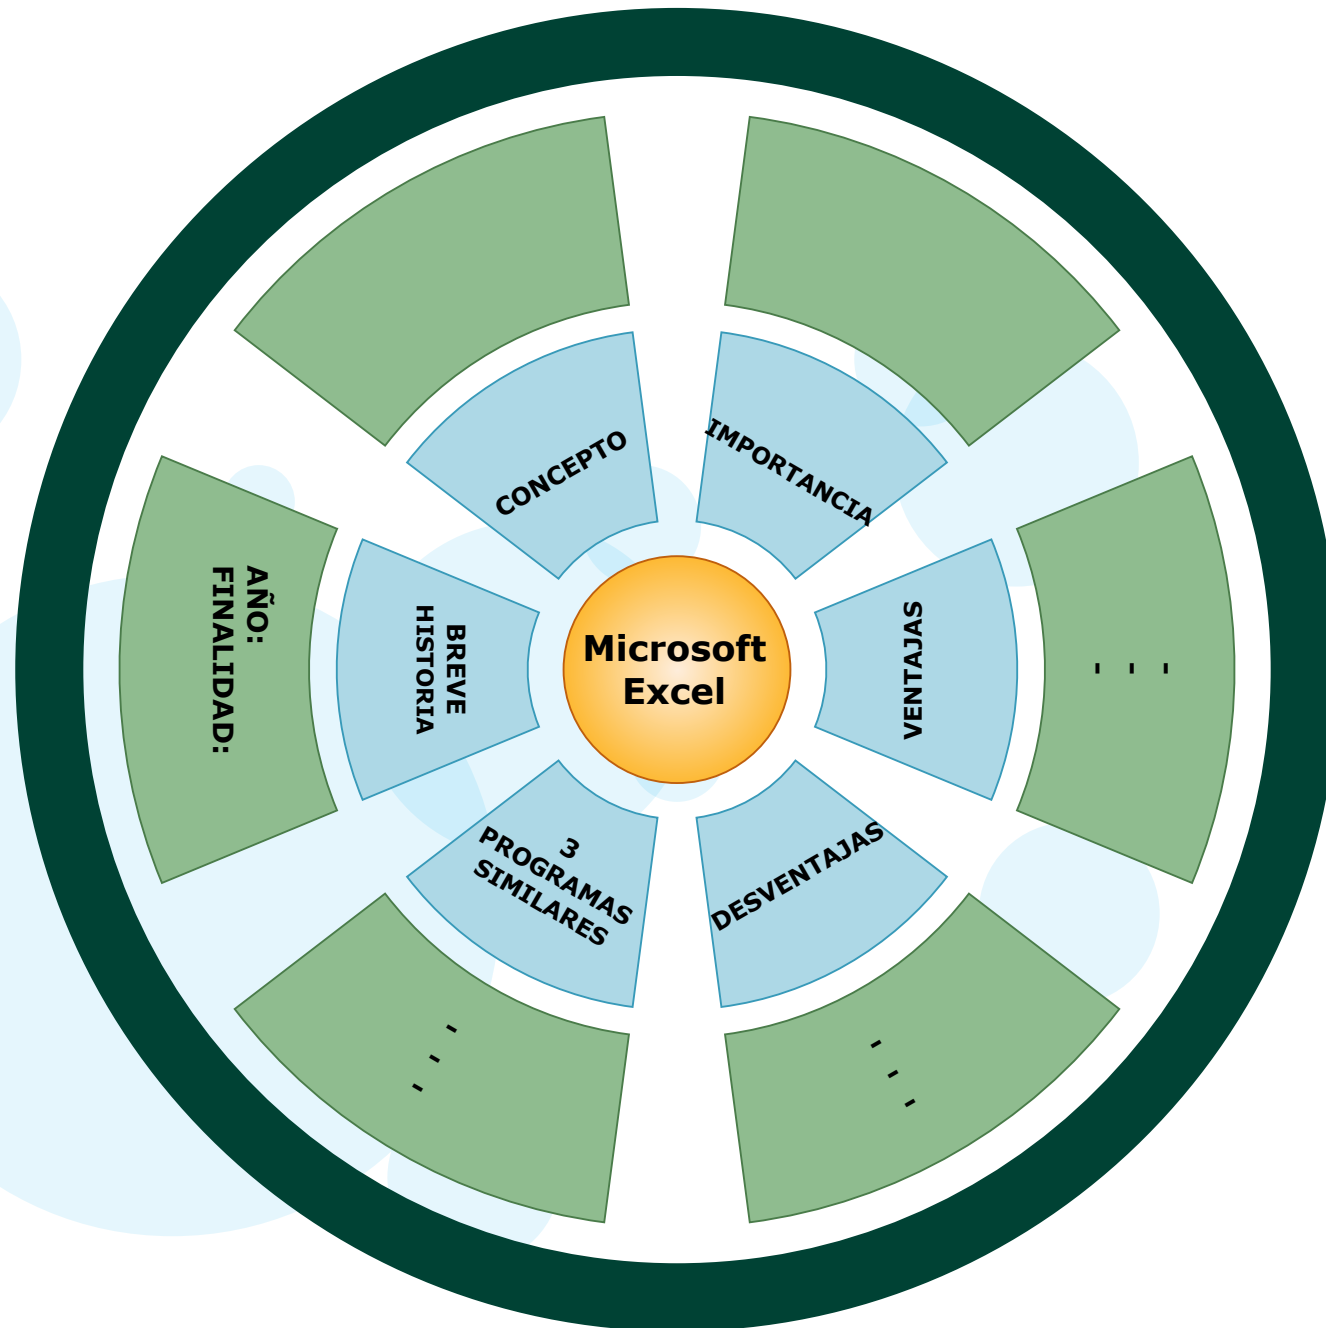 Microsoft
Excel
CONCEPTO
IMPORTANCIA
VENTAJAS
-
-
-
DESVENTAJAS
-
-
-
3
PROGRAMAS
SIMILARES
-
-
-
BREVE
HISTORIA
AÑO:
FINALIDAD: